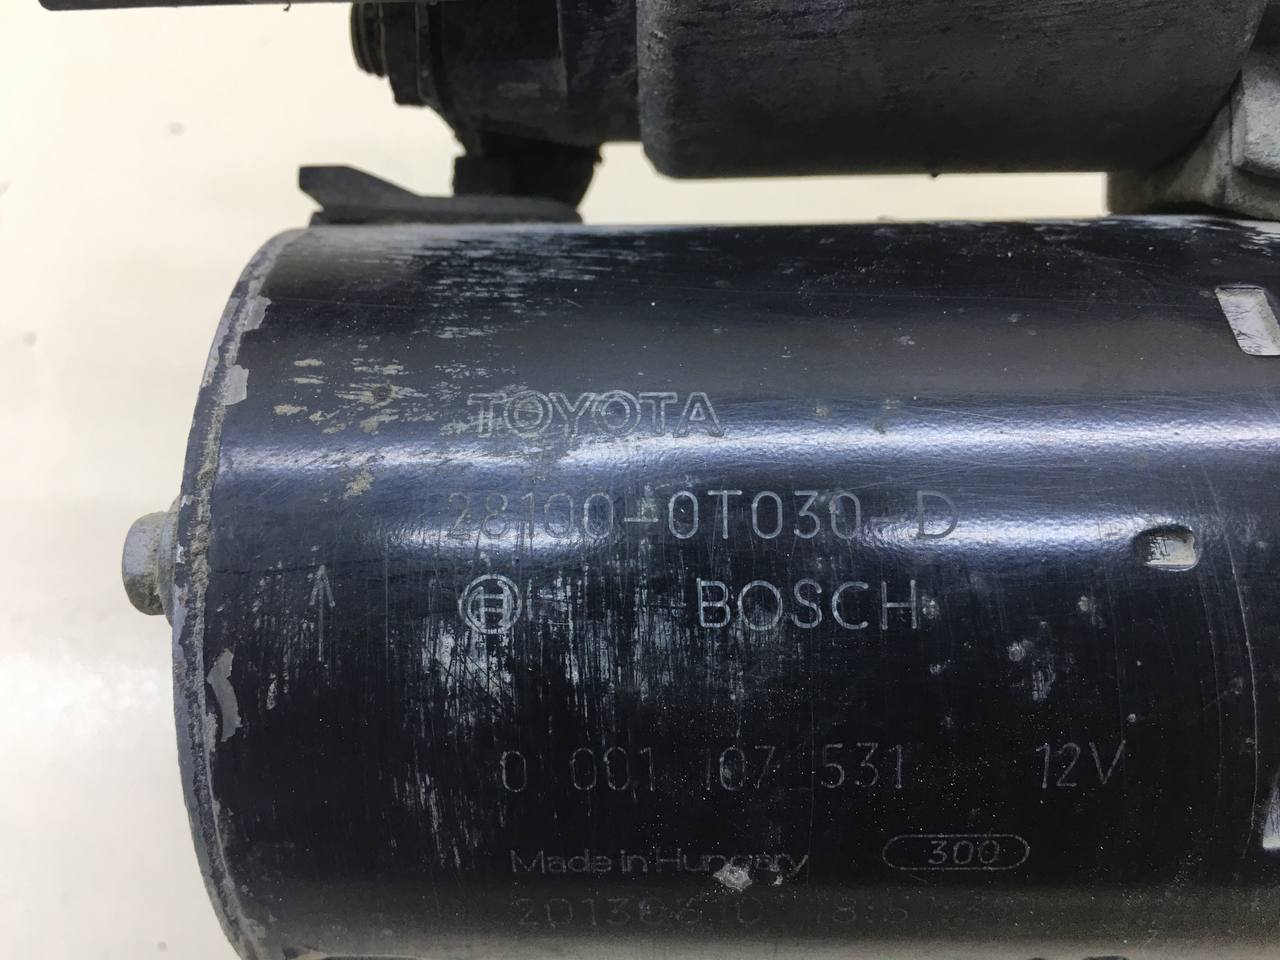 TOYOTA
28100-0T030 D
BOSCH
0 001 107 531 12V
Made in Hungary 300